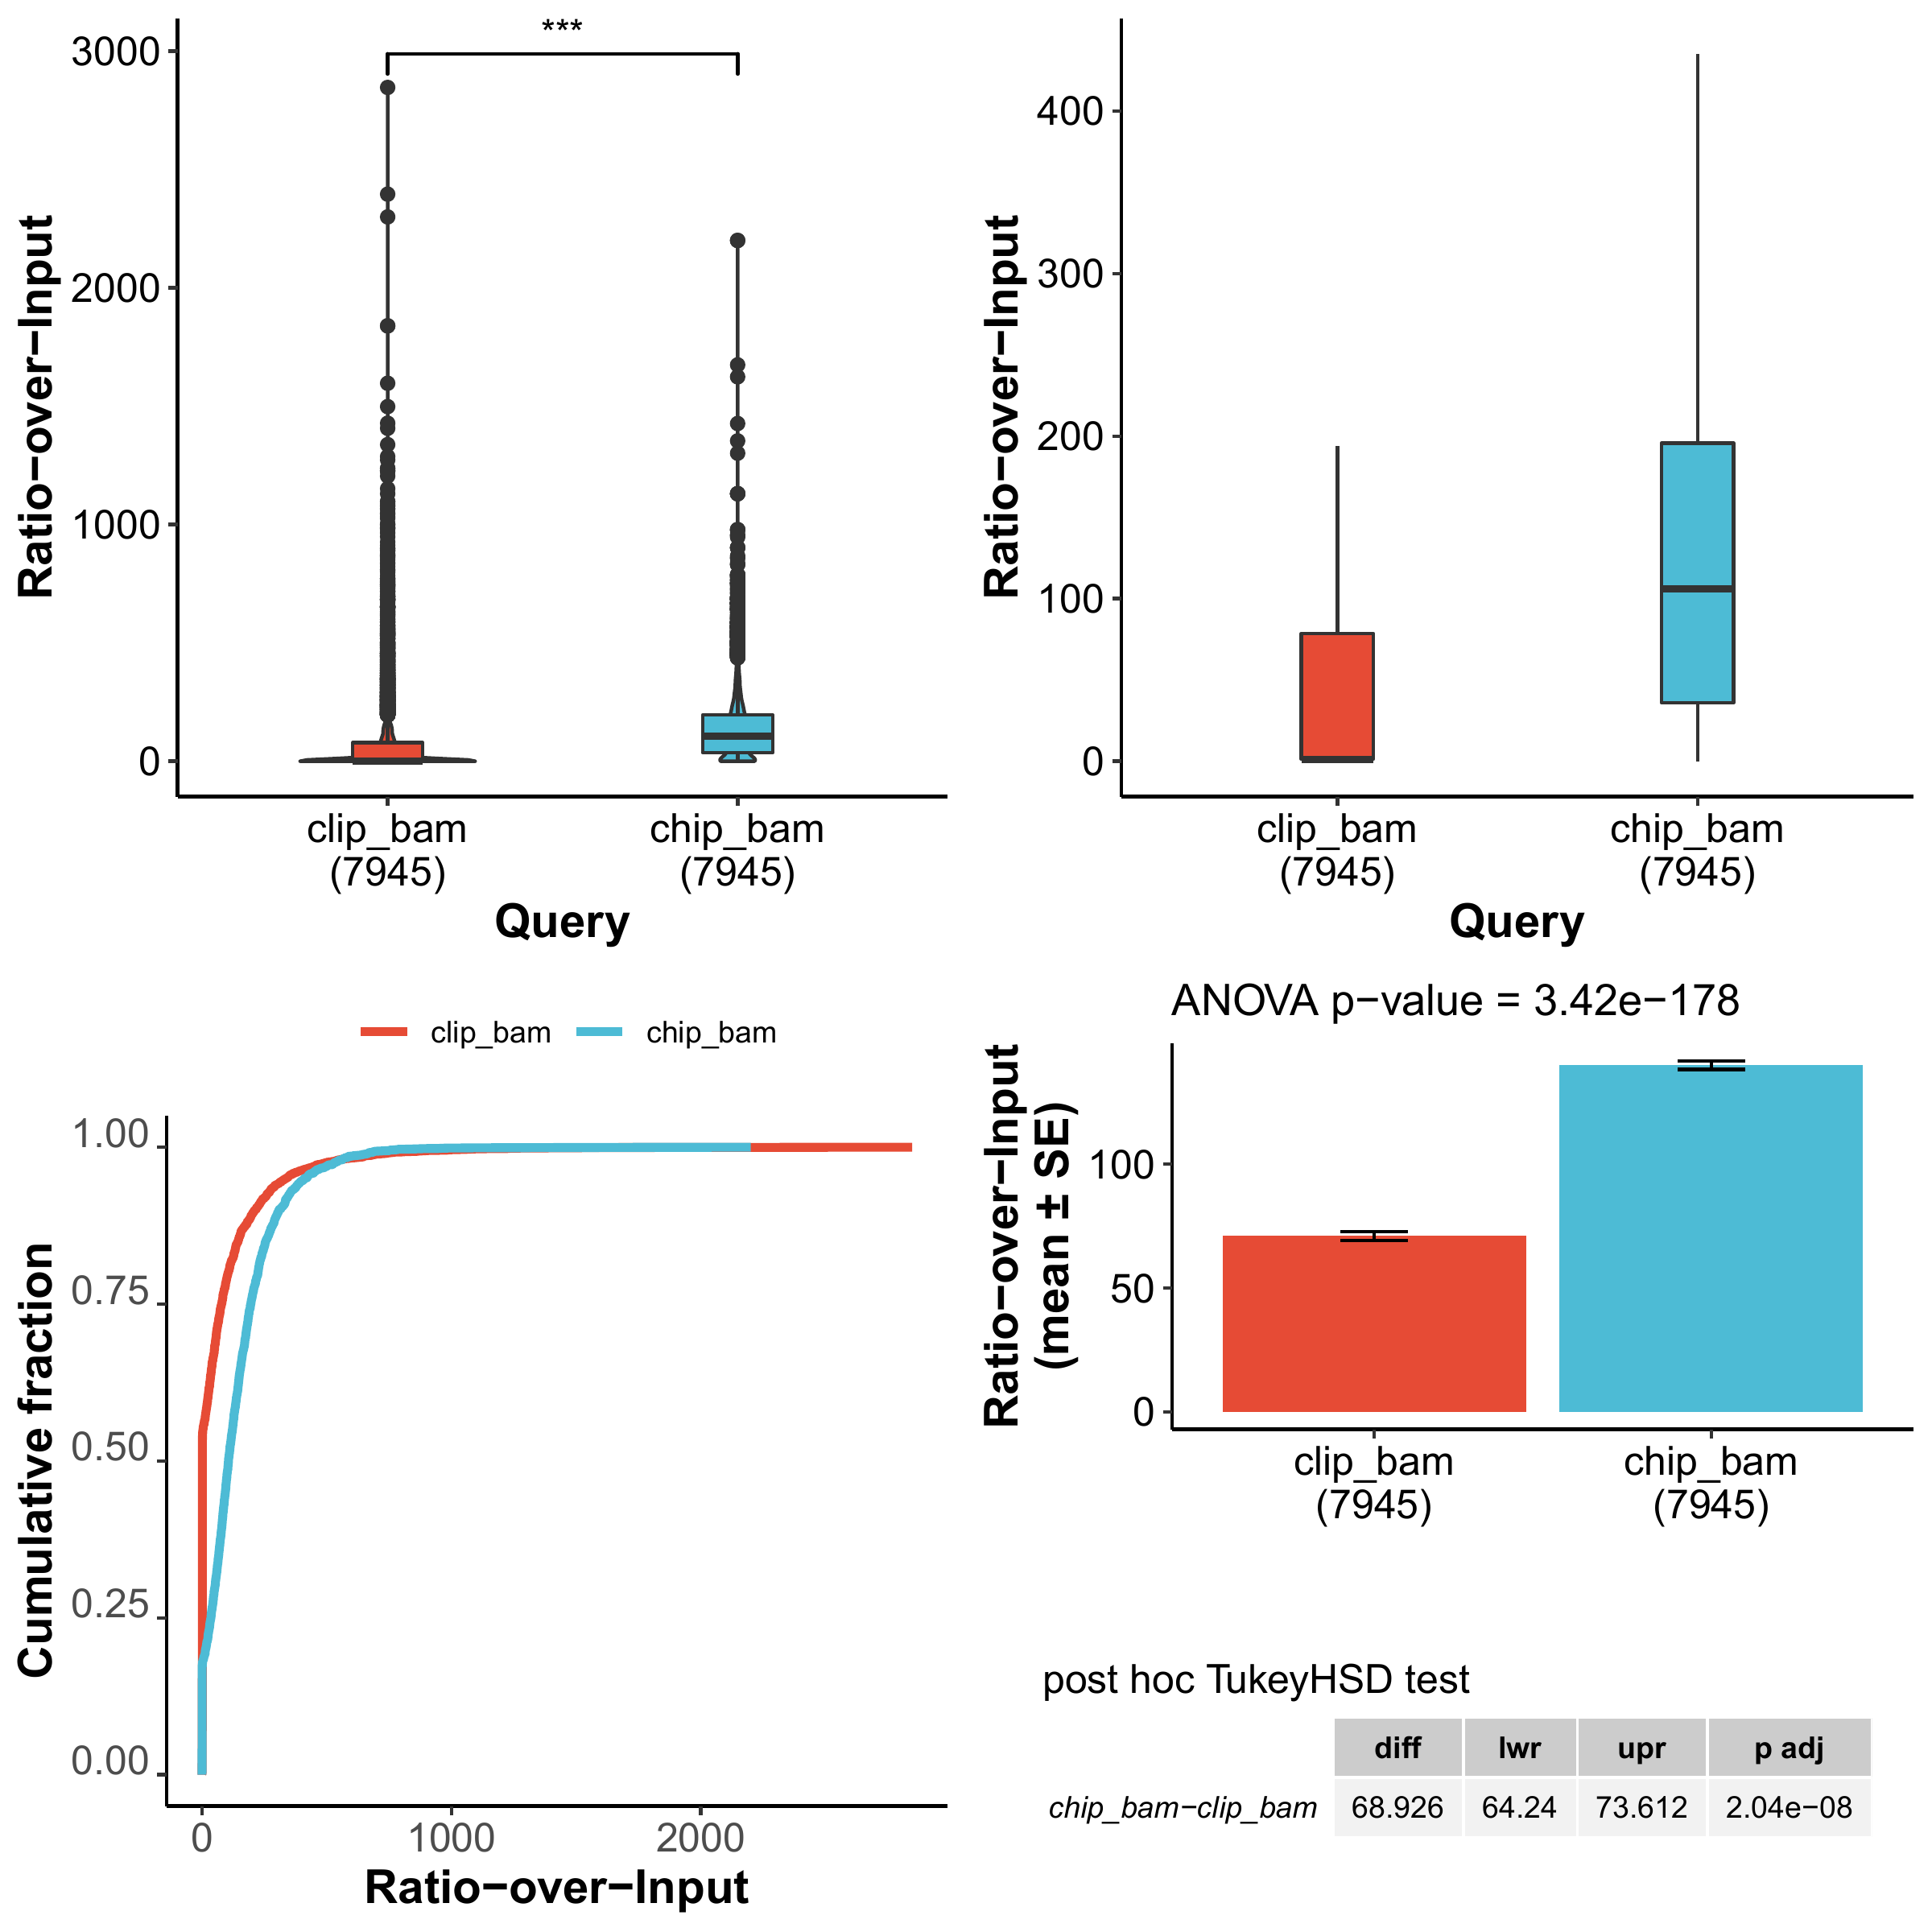 ***
3000
2000
1000
0
Ratio−over−Input
clip_bam
(7945)
chip_bam
(7945)
Query
400
300
200
100
0
Ratio−over−Input
clip_bam
(7945)
chip_bam
(7945)
Query
clip_bam chip_bam
1.00
0.75
0.50
0.25
0.00
Cumulative fraction
0 1000 2000
Ratio−over−Input
ANOVA p−value = 3.42e−178
Ratio−over−Input
(mean ± SE)
100
50
0
clip_bam
(7945)
chip_bam
(7945)
post hoc TukeyHSD test
diff lwr upr p adj
chip_bam−clip_bam 68.926 64.24 73.612 2.04e−08